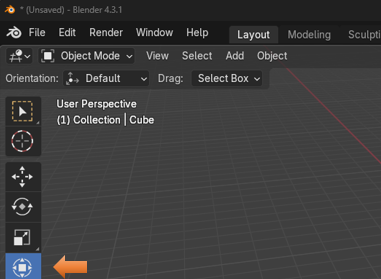 * (Unsaved) - Blender 4.3.1
File Edit Render Window Help Layout Modeling Sculpti
Object Mode View Select Add Object
Orientation: Default Drag: Select Box
User Perspective
(1) Collection | Cube